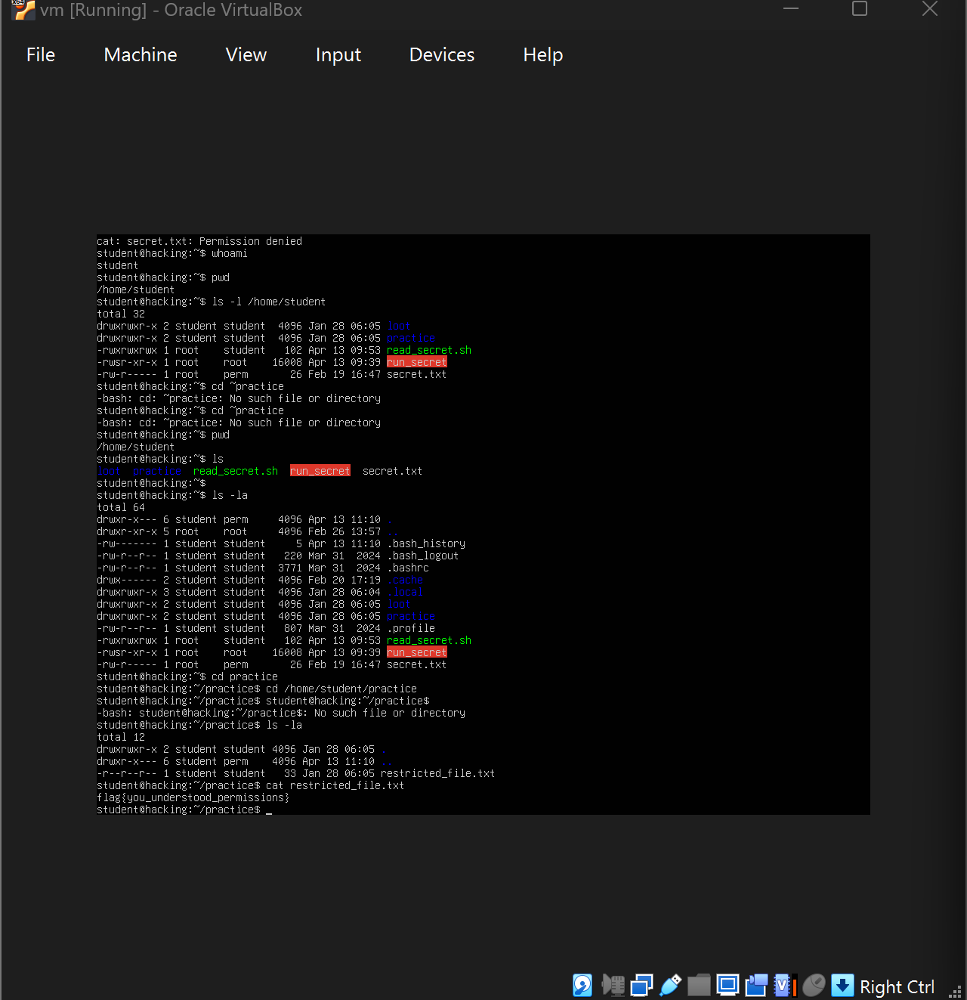 vm [Running] - Oracle VirtualBox
File Machine View Input Devices Help
cat: secret.txt: Permission denied
student@hacking:~$ whoami
student
student@hacking:~$ pwd
/home/student
student@hacking:~$ ls -l /home/student
total 32
drwxrwxr-x 2 student student  4096 Jan 28 06:05 loot
drwxrwxr-x 2 student student  4096 Jan 28 06:05 practice
-rwxrwxrwx 1 root    student   102 Apr 13 09:53 read_secret.sh
-rwsr-xr-x 1 root    root    16008 Apr 13 09:39 run_secret
-rw-r----- 1 root    perm       26 Feb 19 16:47 secret.txt
student@hacking:~$ cd ~practice
-bash: cd: ~practice: No such file or directory
student@hacking:~$ cd ~practice
-bash: cd: ~practice: No such file or directory
student@hacking:~$ pwd
/home/student
student@hacking:~$ ls
loot  practice  read_secret.sh  run_secret  secret.txt
student@hacking:~$
student@hacking:~$ ls -la
total 64
drwxr-x--- 6 student perm     4096 Apr 13 11:10 .
drwxr-xr-x 5 root    root     4096 Feb 26 13:57 ..
-rw------- 1 student student     5 Apr 13 11:10 .bash_history
-rw-r--r-- 1 student student   220 Mar 31  2024 .bash_logout
-rw-r--r-- 1 student student  3771 Mar 31  2024 .bashrc
drwx------ 2 student student  4096 Feb 20 17:19 .cache
drwxrwxr-x 3 student student  4096 Jan 28 06:04 .local
drwxrwxr-x 2 student student  4096 Jan 28 06:05 loot
drwxrwxr-x 2 student student  4096 Jan 28 06:05 practice
-rw-r--r-- 1 student student   807 Mar 31  2024 .profile
-rwxrwxrwx 1 root    student   102 Apr 13 09:53 read_secret.sh
-rwsr-xr-x 1 root    root    16008 Apr 13 09:39 run_secret
-rw-r----- 1 root    perm       26 Feb 19 16:47 secret.txt
student@hacking:~$ cd practice
student@hacking:~/practice$ cd /home/student/practice
student@hacking:~/practice$ student@hacking:~/practice$
-bash: student@hacking:~/practice$: No such file or directory
student@hacking:~/practice$ ls -la
total 12
drwxrwxr-x 2 student student 4096 Jan 28 06:05 .
drwxr-x--- 6 student perm    4096 Apr 13 11:10 ..
-r--r--r-- 1 student student   33 Jan 28 06:05 restricted_file.txt
student@hacking:~/practice$ cat restricted_file.txt
flag{you_understood_permissions}
student@hacking:~/practice$ _
Right Ctrl